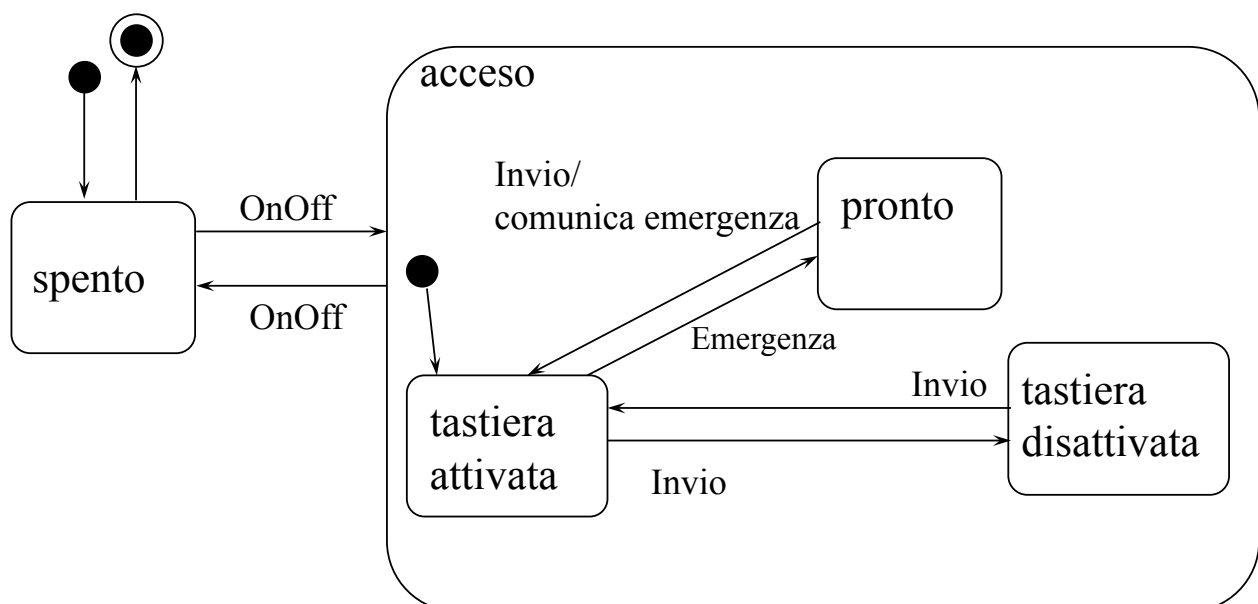 acceso
Invio/
comunica emergenza
pronto
OnOff
spento
OnOff
Emergenza
tastiera
attivata
Invio
tastiera
disattivata
Invio